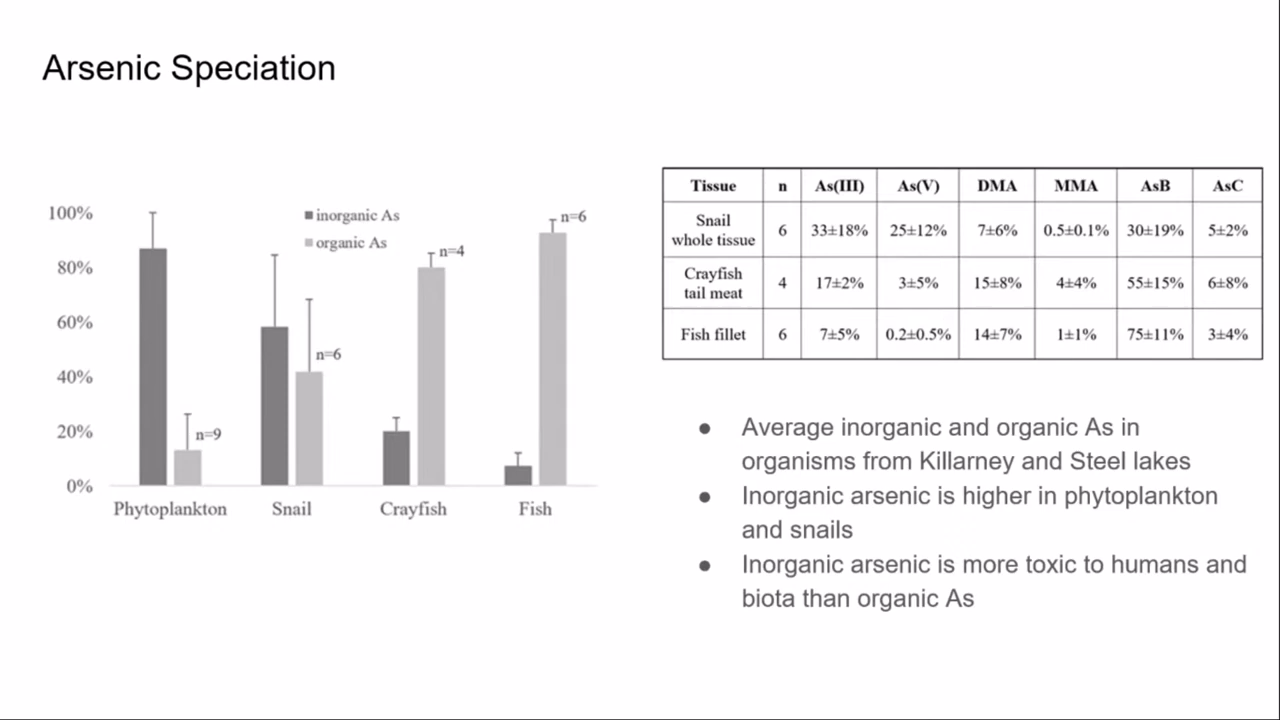 Arsenic Speciation
100%
80%
60%
40%
20%
0%
inorganic As
organic As
n=9
n=6
n=4
n=6
Phytoplankton Snail Crayfish Fish
Tissue n As(III) As(V) DMA MMA AsB AsC
Snail
whole tissue 6 33±18% 25±12% 7±6% 0.5±0.1% 30±19% 5±2%
Crayfish
tail meat 4 17±2% 3±5% 15±8% 4±4% 55±15% 6±8%
Fish fillet 6 7±5% 0.2±0.5% 14±7% 1±1% 75±11% 3±4%
● Average inorganic and organic As in
organisms from Killarney and Steel lakes
● Inorganic arsenic is higher in phytoplankton
and snails
● Inorganic arsenic is more toxic to humans and
biota than organic As